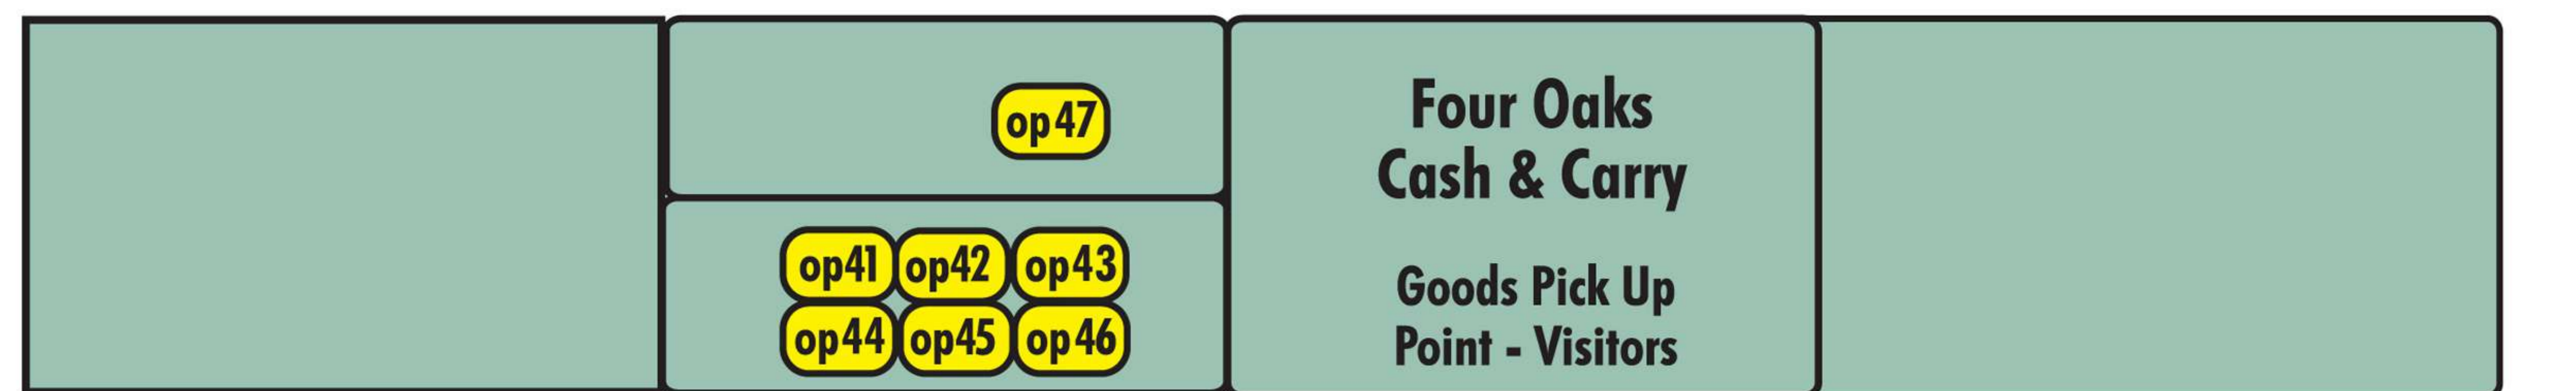 op47
op41 op42 op43
op44 op45 op46
Four Oaks
Cash & Carry
Goods Pick Up
Point - Visitors